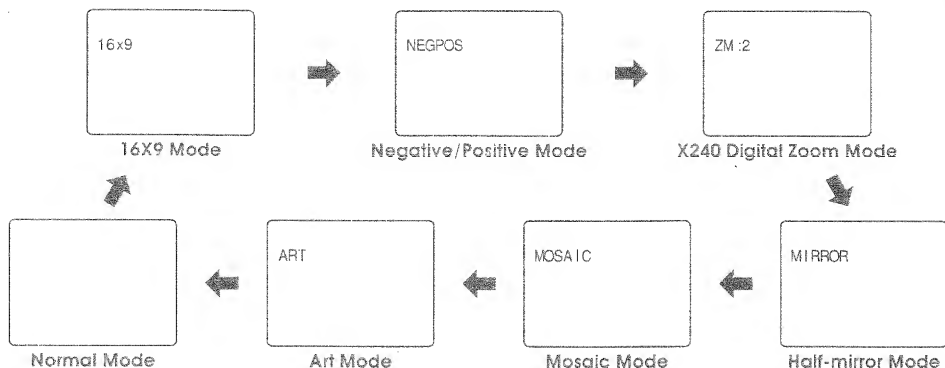 16x9
NEGPOS
ZM :2
16X9 Mode
Negative/Positive Mode
X240 Digital Zoom Mode
ART
MOSAIC
MIRROR
Normal Mode
Art Mode
Mosaic Mode
Half-mirror Mode